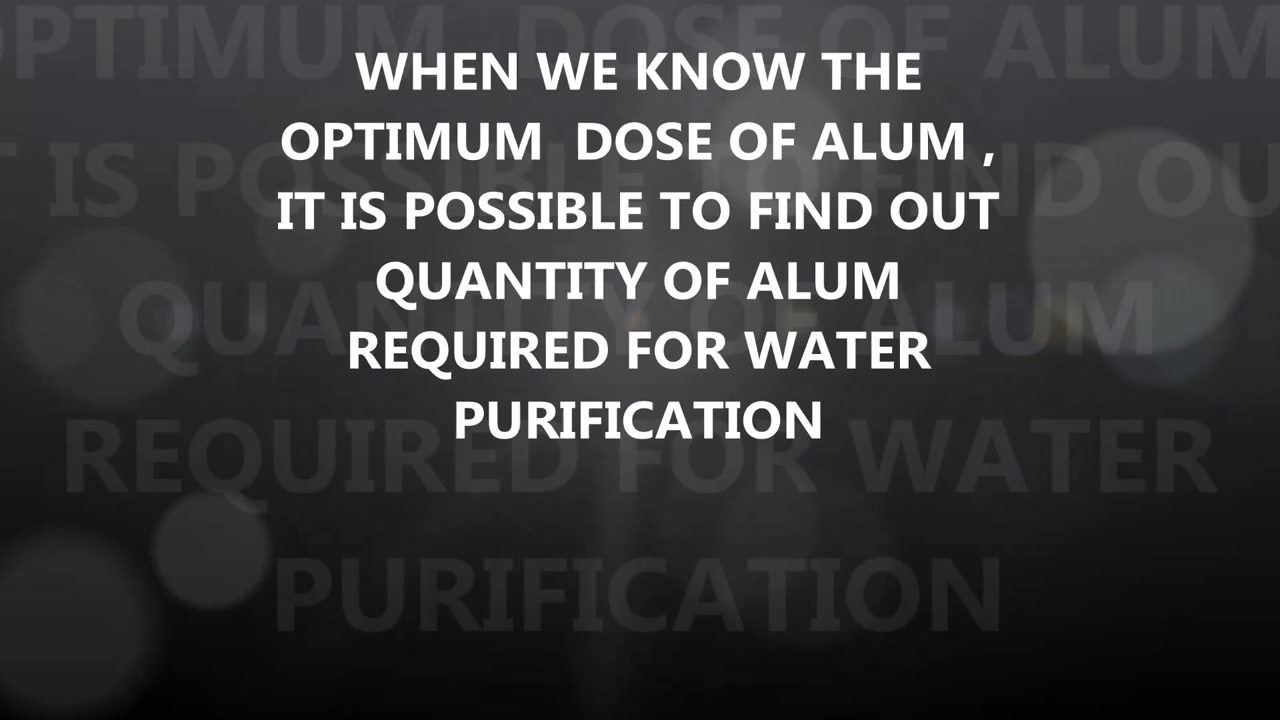 WHEN WE KNOW THE
OPTIMUM  DOSE OF ALUM ,
IT IS POSSIBLE TO FIND OUT
QUANTITY OF ALUM
REQUIRED FOR WATER
PURIFICATION